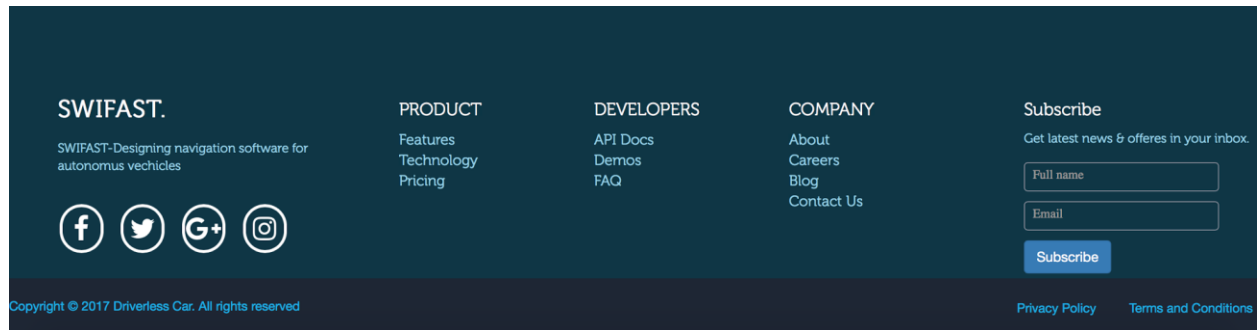 SWIFAST.
SWIFAST-Designing navigation software for
autonomus vechicles
PRODUCT
Features
Technology
Pricing
DEVELOPERS
API Docs
Demos
FAQ
COMPANY
About
Careers
Blog
Contact Us
Subscribe
Get latest news & offeres in your inbox.
Full name
Email
Subscribe
Copyright © 2017 Driverless Car. All rights reserved
Privacy Policy
Terms and Conditions